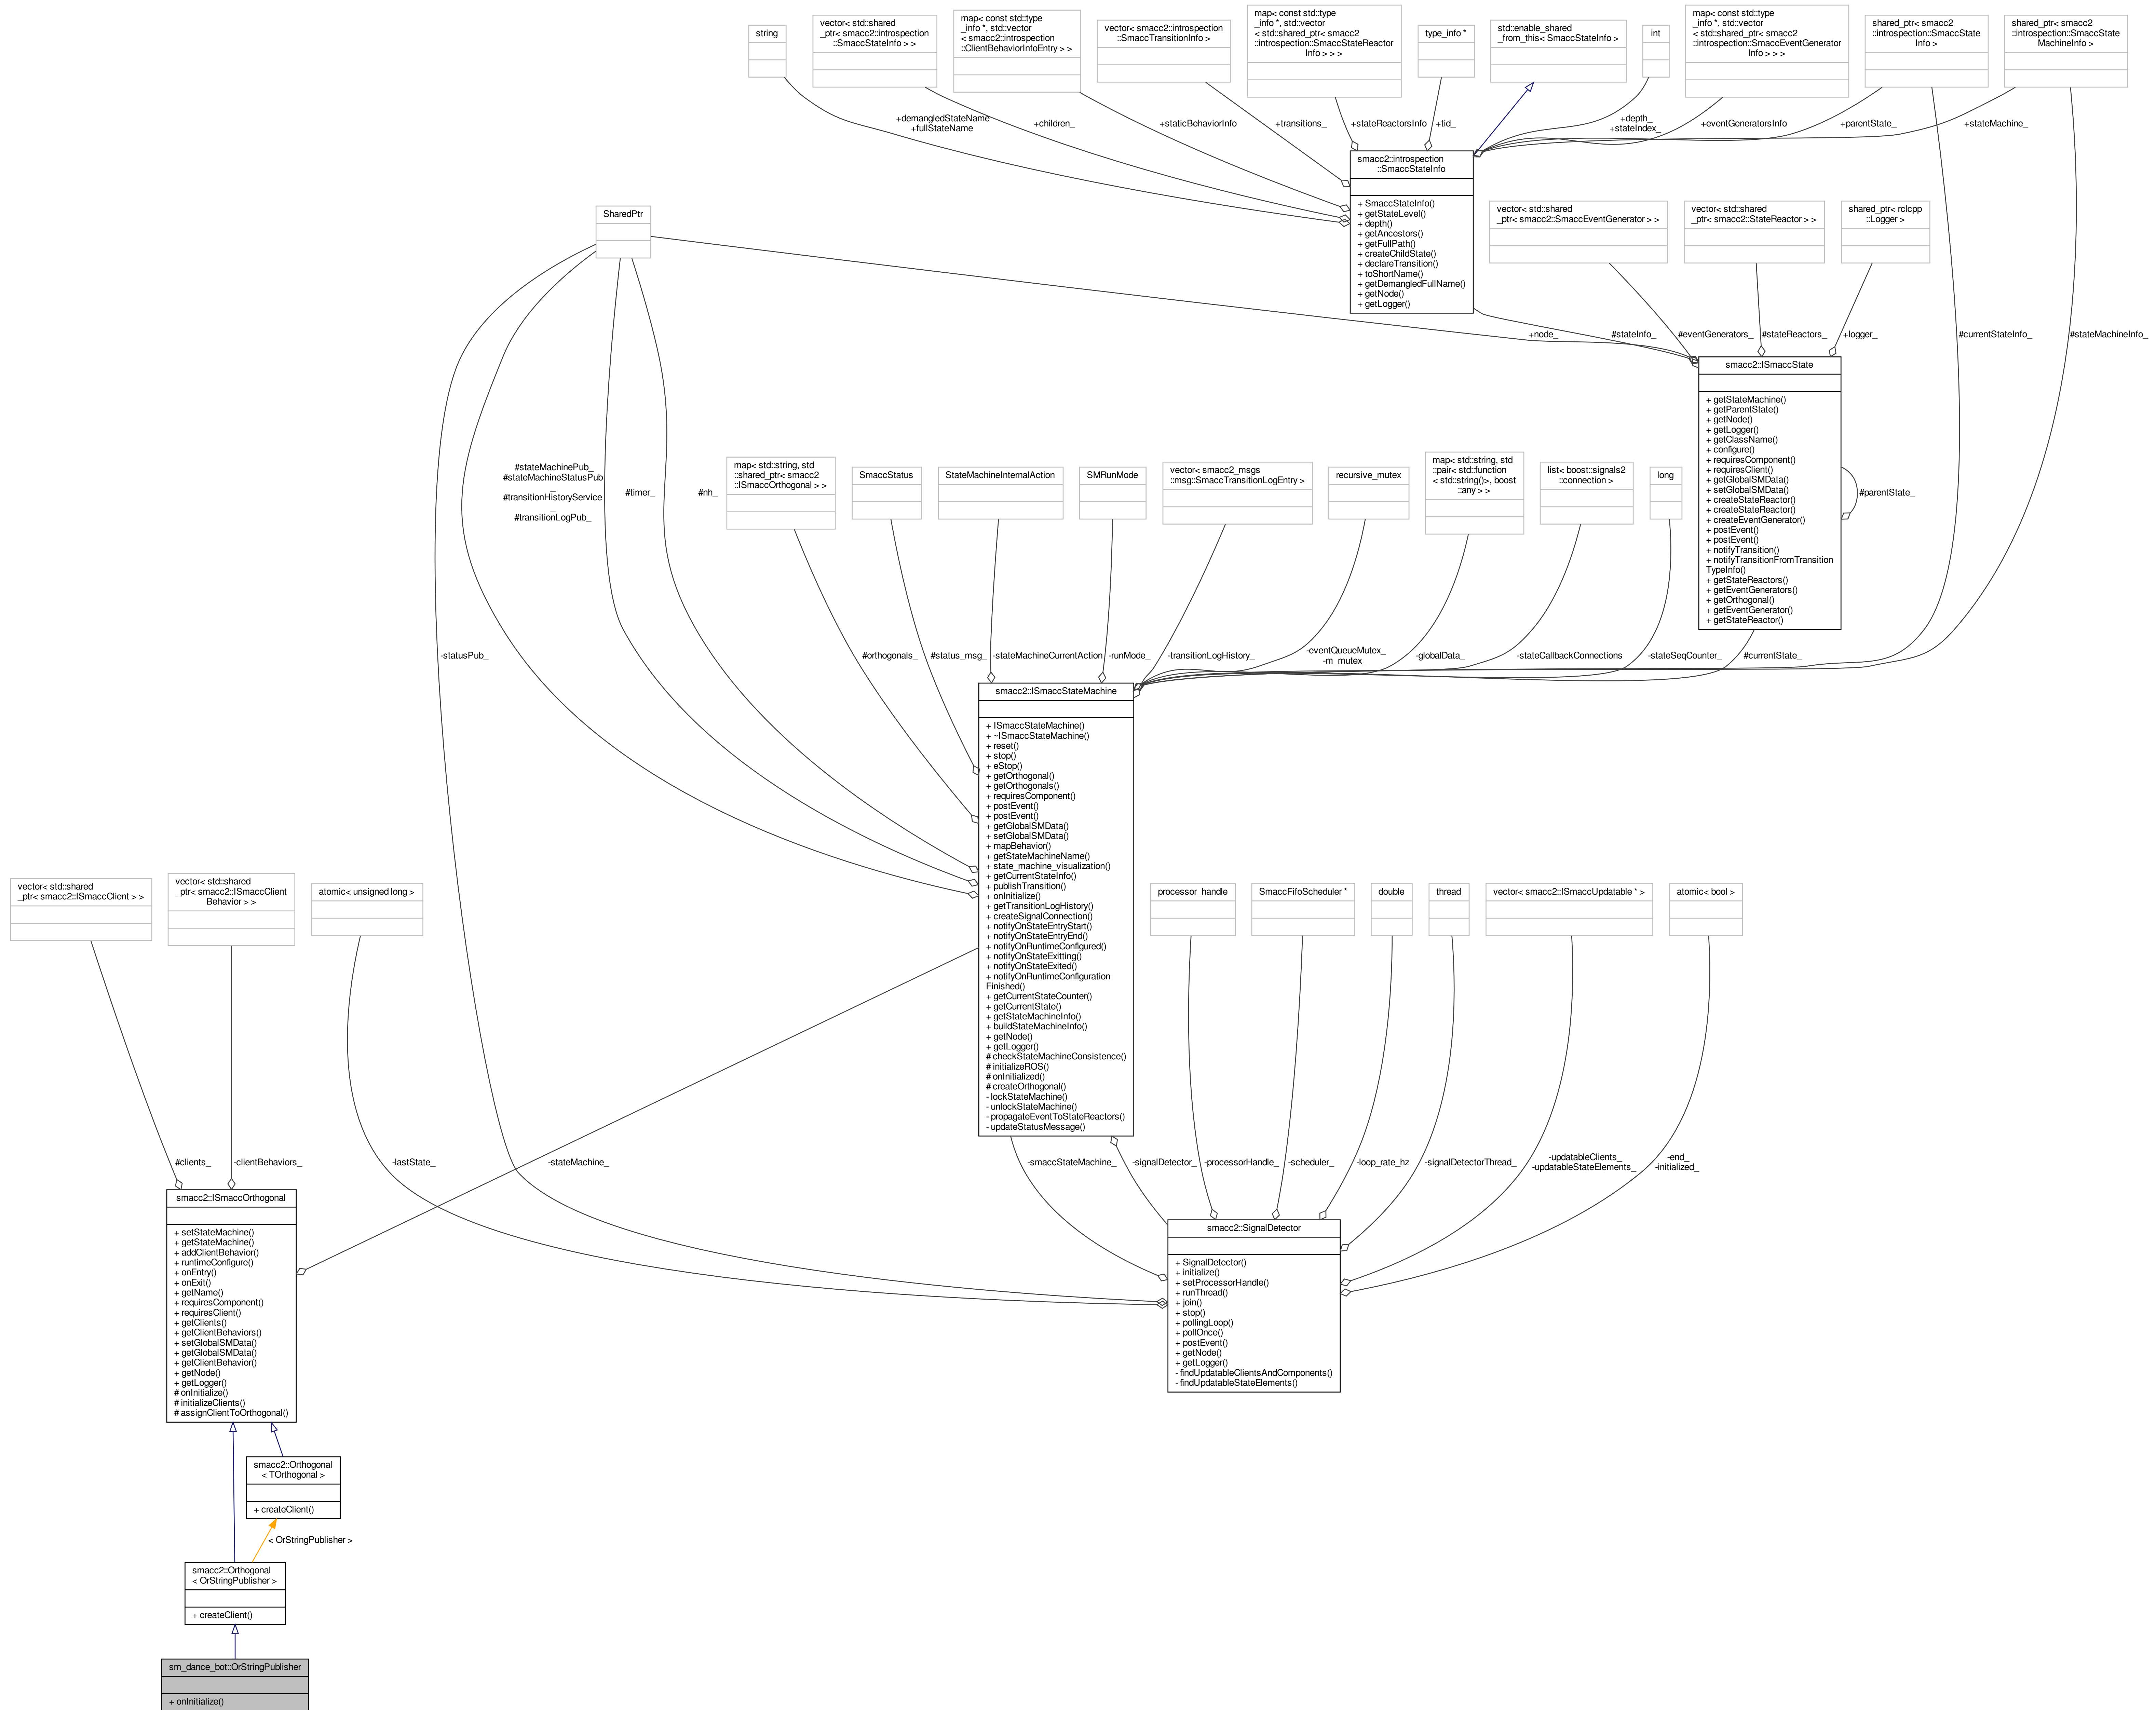 string
vector< std::shared
_ptr< smacc2::introspection
::SmaccStateInfo > >
map< const std::type
_info *, std::vector
< smacc2::introspection
::ClientBehaviorInfoEntry > >
vector< smacc2::introspection
::SmaccTransitionInfo >
map< const std::type
_info *, std::vector
< std::shared_ptr< smacc2
::introspection::SmaccStateReactor
Info > > >
type_info *
std::enable_shared
_from_this< SmaccStateInfo >
int
map< const std::type
_info *, std::vector
< std::shared_ptr< smacc2
::introspection::SmaccEventGenerator
Info > > >
shared_ptr< smacc2
::introspection::SmaccState
Info >
shared_ptr< smacc2
::introspection::SmaccState
MachineInfo >
+demangledStateName
+fullStateName
+children_
+staticBehaviorInfo
+transitions_
+stateReactorsInfo
+tid_
+depth_
+stateIndex_
+eventGeneratorsInfo
+parentState_
+stateMachine_
smacc2::introspection
::SmaccStateInfo
+ SmaccStateInfo()
+ getStateLevel()
+ depth()
+ getAncestors()
+ getFullPath()
+ createChildState()
+ declareTransition()
+ toShortName()
+ getDemangledFullName()
+ getNode()
+ getLogger()
SharedPtr
vector< std::shared
_ptr< smacc2::SmaccEventGenerator > >
vector< std::shared
_ptr< smacc2::StateReactor > >
shared_ptr< rclcpp
::Logger >
+node_
#stateInfo_
#eventGenerators_
#stateReactors_
+logger_
#currentStateInfo_
#stateMachineInfo_
smacc2::ISmaccState
+ getStateMachine()
+ getParentState()
+ getNode()
+ getLogger()
+ getClassName()
+ configure()
+ requiresComponent()
+ requiresClient()
+ getGlobalSMData()
+ setGlobalSMData()
+ createStateReactor()
+ createStateReactor()
+ createEventGenerator()
+ postEvent()
+ postEvent()
+ notifyTransition()
+ notifyTransitionFromTransition
TypeInfo()
+ getStateReactors()
+ getEventGenerators()
+ getOrthogonal()
+ getEventGenerator()
+ getStateReactor()
#parentState_
#stateMachinePub_
#stateMachineStatusPub
_
#transitionHistoryService
_
#transitionLogPub_
#timer_
#nh_
map< std::string, std
::shared_ptr< smacc2
::ISmaccOrthogonal > >
SmaccStatus
StateMachineInternalAction
SMRunMode
vector< smacc2_msgs
::msg::SmaccTransitionLogEntry >
recursive_mutex
map< std::string, std
::pair< std::function
< std::string()>, boost
::any > >
list< boost::signals2
::connection >
long
-statusPub_
#orthogonals_
#status_msg_
-stateMachineCurrentAction
-runMode_
-transitionLogHistory_
-eventQueueMutex_
-m_mutex_
-globalData_
-stateCallbackConnections
-stateSeqCounter_
#currentState_
smacc2::ISmaccStateMachine
+ ISmaccStateMachine()
+ ~ISmaccStateMachine()
+ reset()
+ stop()
+ eStop()
+ getOrthogonal()
+ getOrthogonals()
+ requiresComponent()
+ postEvent()
+ postEvent()
+ getGlobalSMData()
+ setGlobalSMData()
+ mapBehavior()
+ getStateMachineName()
+ state_machine_visualization()
+ getCurrentStateInfo()
+ publishTransition()
+ onInitialize()
+ getTransitionLogHistory()
+ createSignalConnection()
+ notifyOnStateEntryStart()
+ notifyOnStateEntryEnd()
+ notifyOnRuntimeConfigured()
+ notifyOnStateExitting()
+ notifyOnStateExited()
+ notifyOnRuntimeConfiguration
Finished()
+ getCurrentStateCounter()
+ getCurrentState()
+ getStateMachineInfo()
+ buildStateMachineInfo()
+ getNode()
+ getLogger()
# checkStateMachineConsistence()
# initializeROS()
# onInitialized()
# createOrthogonal()
- lockStateMachine()
- unlockStateMachine()
- propagateEventToStateReactors()
- updateStatusMessage()
vector< std::shared
_ptr< smacc2::ISmaccClient > >
vector< std::shared
_ptr< smacc2::ISmaccClient
Behavior > >
atomic< unsigned long >
processor_handle
SmaccFifoScheduler *
double
thread
vector< smacc2::ISmaccUpdatable * >
atomic< bool >
#clients_
-clientBehaviors_
-lastState_
-stateMachine_
-smaccStateMachine_
-signalDetector_
-processorHandle_
-scheduler_
-loop_rate_hz
-signalDetectorThread_
-updatableClients_
-updatableStateElements_
-end_
-initialized_
smacc2::ISmaccOrthogonal
+ setStateMachine()
+ getStateMachine()
+ addClientBehavior()
+ runtimeConfigure()
+ onEntry()
+ onExit()
+ getName()
+ requiresComponent()
+ requiresClient()
+ getClients()
+ getClientBehaviors()
+ setGlobalSMData()
+ getGlobalSMData()
+ getClientBehavior()
+ getNode()
+ getLogger()
# onInitialize()
# initializeClients()
# assignClientToOrthogonal()
smacc2::SignalDetector
+ SignalDetector()
+ initialize()
+ setProcessorHandle()
+ runThread()
+ join()
+ stop()
+ pollingLoop()
+ pollOnce()
+ postEvent()
+ getNode()
+ getLogger()
- findUpdatableClientsAndComponents()
- findUpdatableStateElements()
smacc2::Orthogonal
< TOrthogonal >
+ createClient()
< OrStringPublisher >
smacc2::Orthogonal
< OrStringPublisher >
+ createClient()
sm_dance_bot::OrStringPublisher
+ onInitialize()